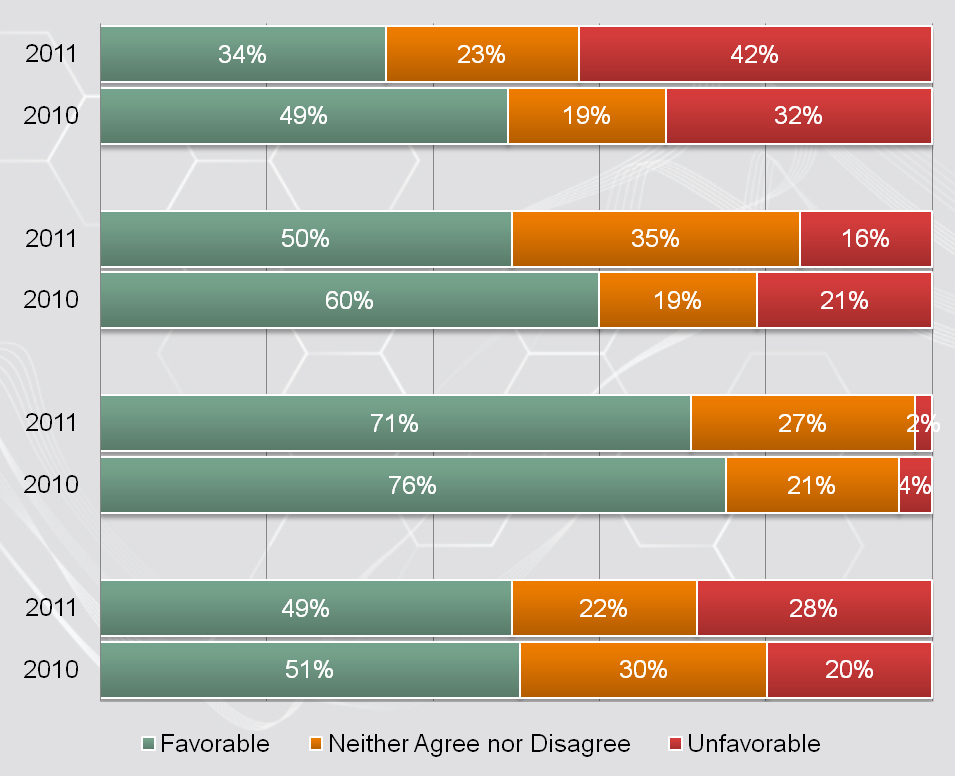 2011 34% 23% 42%
2010 49% 19% 32%
2011 50% 35% 16%
2010 60% 19% 21%
2011 71% 27% 2%
2010 76% 21% 4%
2011 49% 22% 28%
2010 51% 30% 20%
Favorable Neither Agree nor Disagree Unfavorable